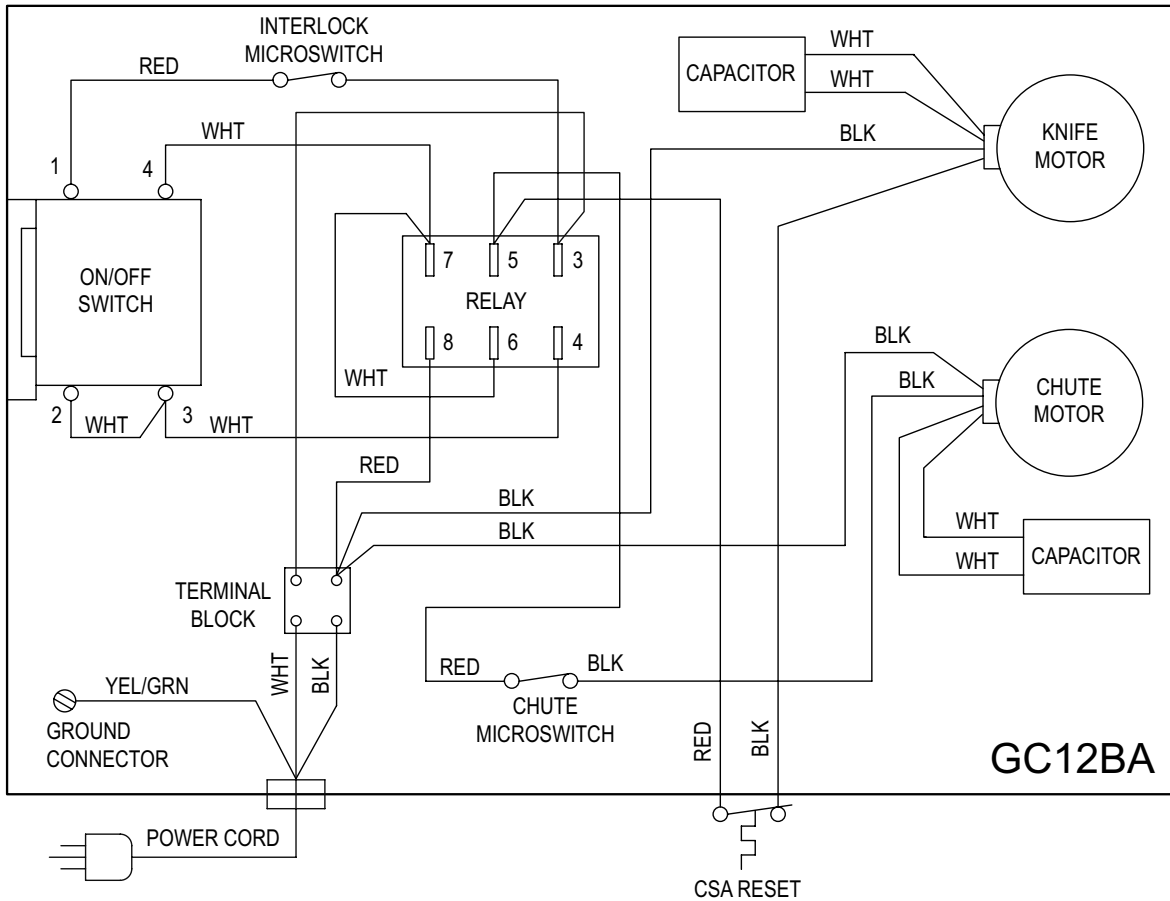 INTERLOCK
MICROSWITCH
RED
WHT
1
4
ON/OFF
SWITCH
2
WHT
3
WHT
7
5
3
RELAY
8
6
4
WHT
RED
CAPACITOR
WHT
WHT
BLK
KNIFE
MOTOR
BLK
BLK
CHUTE
MOTOR
WHT
WHT
CAPACITOR
BLK
BLK
TERMINAL
BLOCK
WHT
BLK
YEL/GRN
GROUND
CONNECTOR
RED
BLK
CHUTE
MICROSWITCH
RED
BLK
GC12BA
POWER CORD
CSA RESET